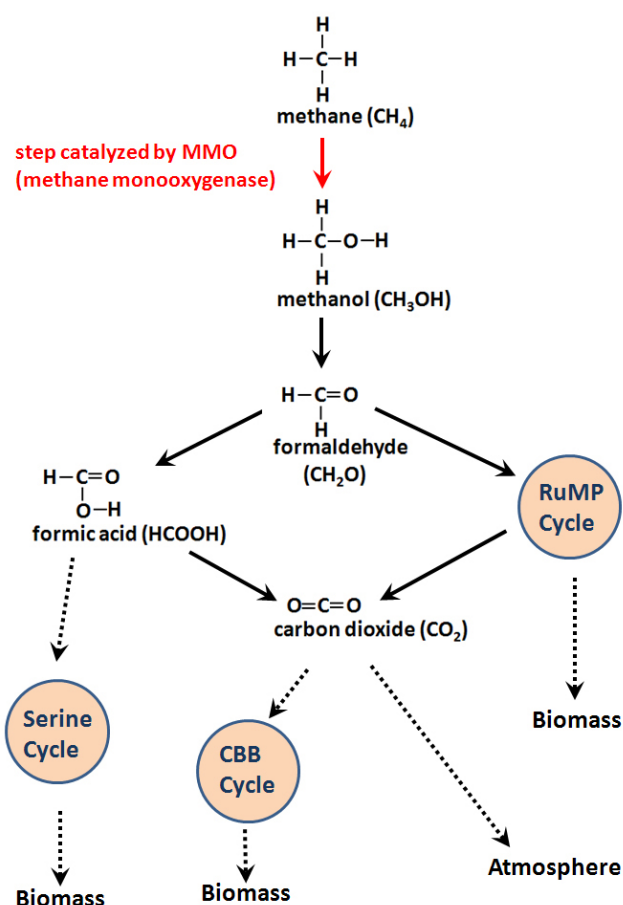 H
H–C–H
H
methane (CH₄)
step catalyzed by MMO
(methane monooxygenase)
H
H–C–O–H
H
methanol (CH₃OH)
H–C=O
H
formaldehyde
(CH₂O)
H–C=O
O–H
formic acid (HCOOH)
RuMP
Cycle
O=C=O
carbon dioxide (CO₂)
Serine
Cycle
CBB
Cycle
Biomass
Atmosphere
Biomass
Biomass